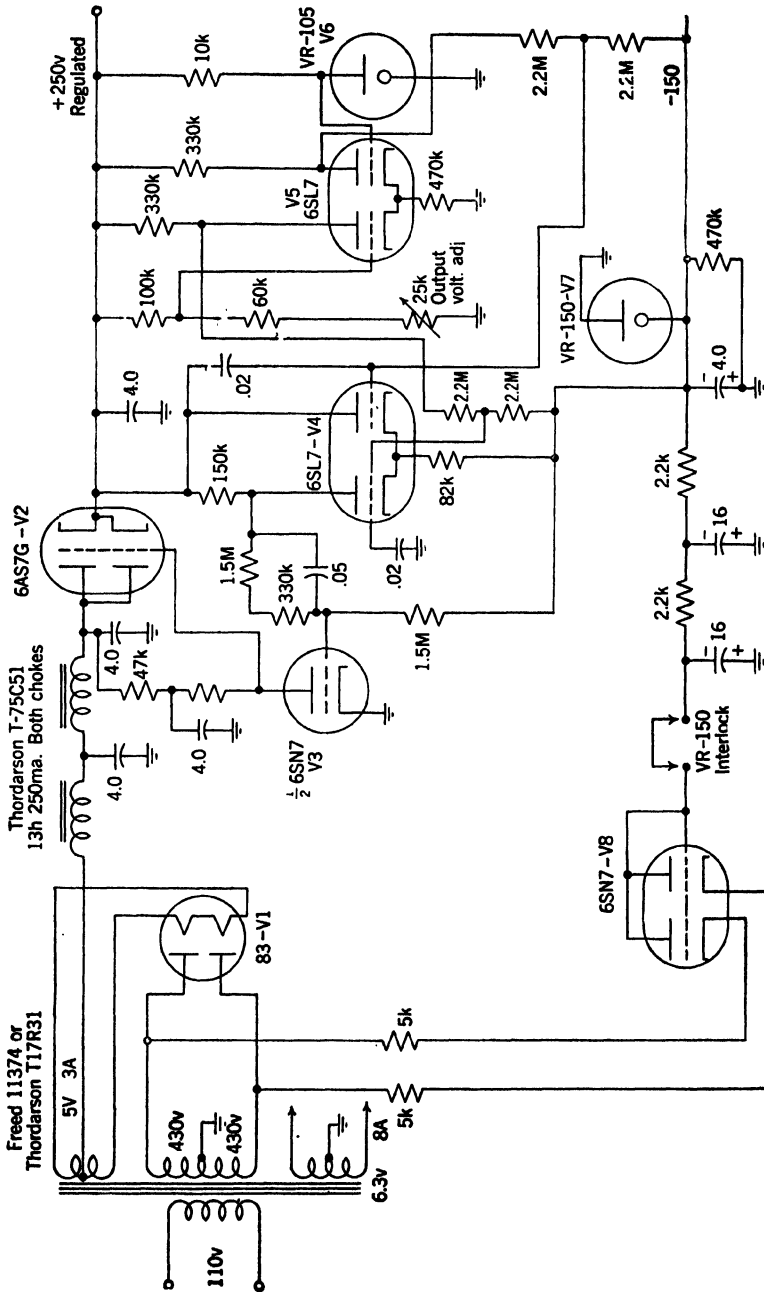 Freed 11374 or
Thordarson T17R31
5V 3A
110v
430v
430v
6.3v
8A
83-V1
5k
5k
Thordarson T-75C51
13h 250ma. Both chokes
4.0
4.0
47k
4.0
1/2 6SN7
V3
6AS7G-V2
4.0
150k
1.5M
330k
.05
1.5M
.02
6SL7-V4
.02
82k
2.2M
2.2M
100k
60k
25k
Output
volt. adj
330k
330k
10k
+250v
Regulated
V5
6SL7
470k
VR-105
V6
2.2M
2.2M
-150
6SN7-V8
VR-150
Interlock
-
16
+
2.2k
-
16
+
2.2k
-
4.0
+
470k
VR-150-V7